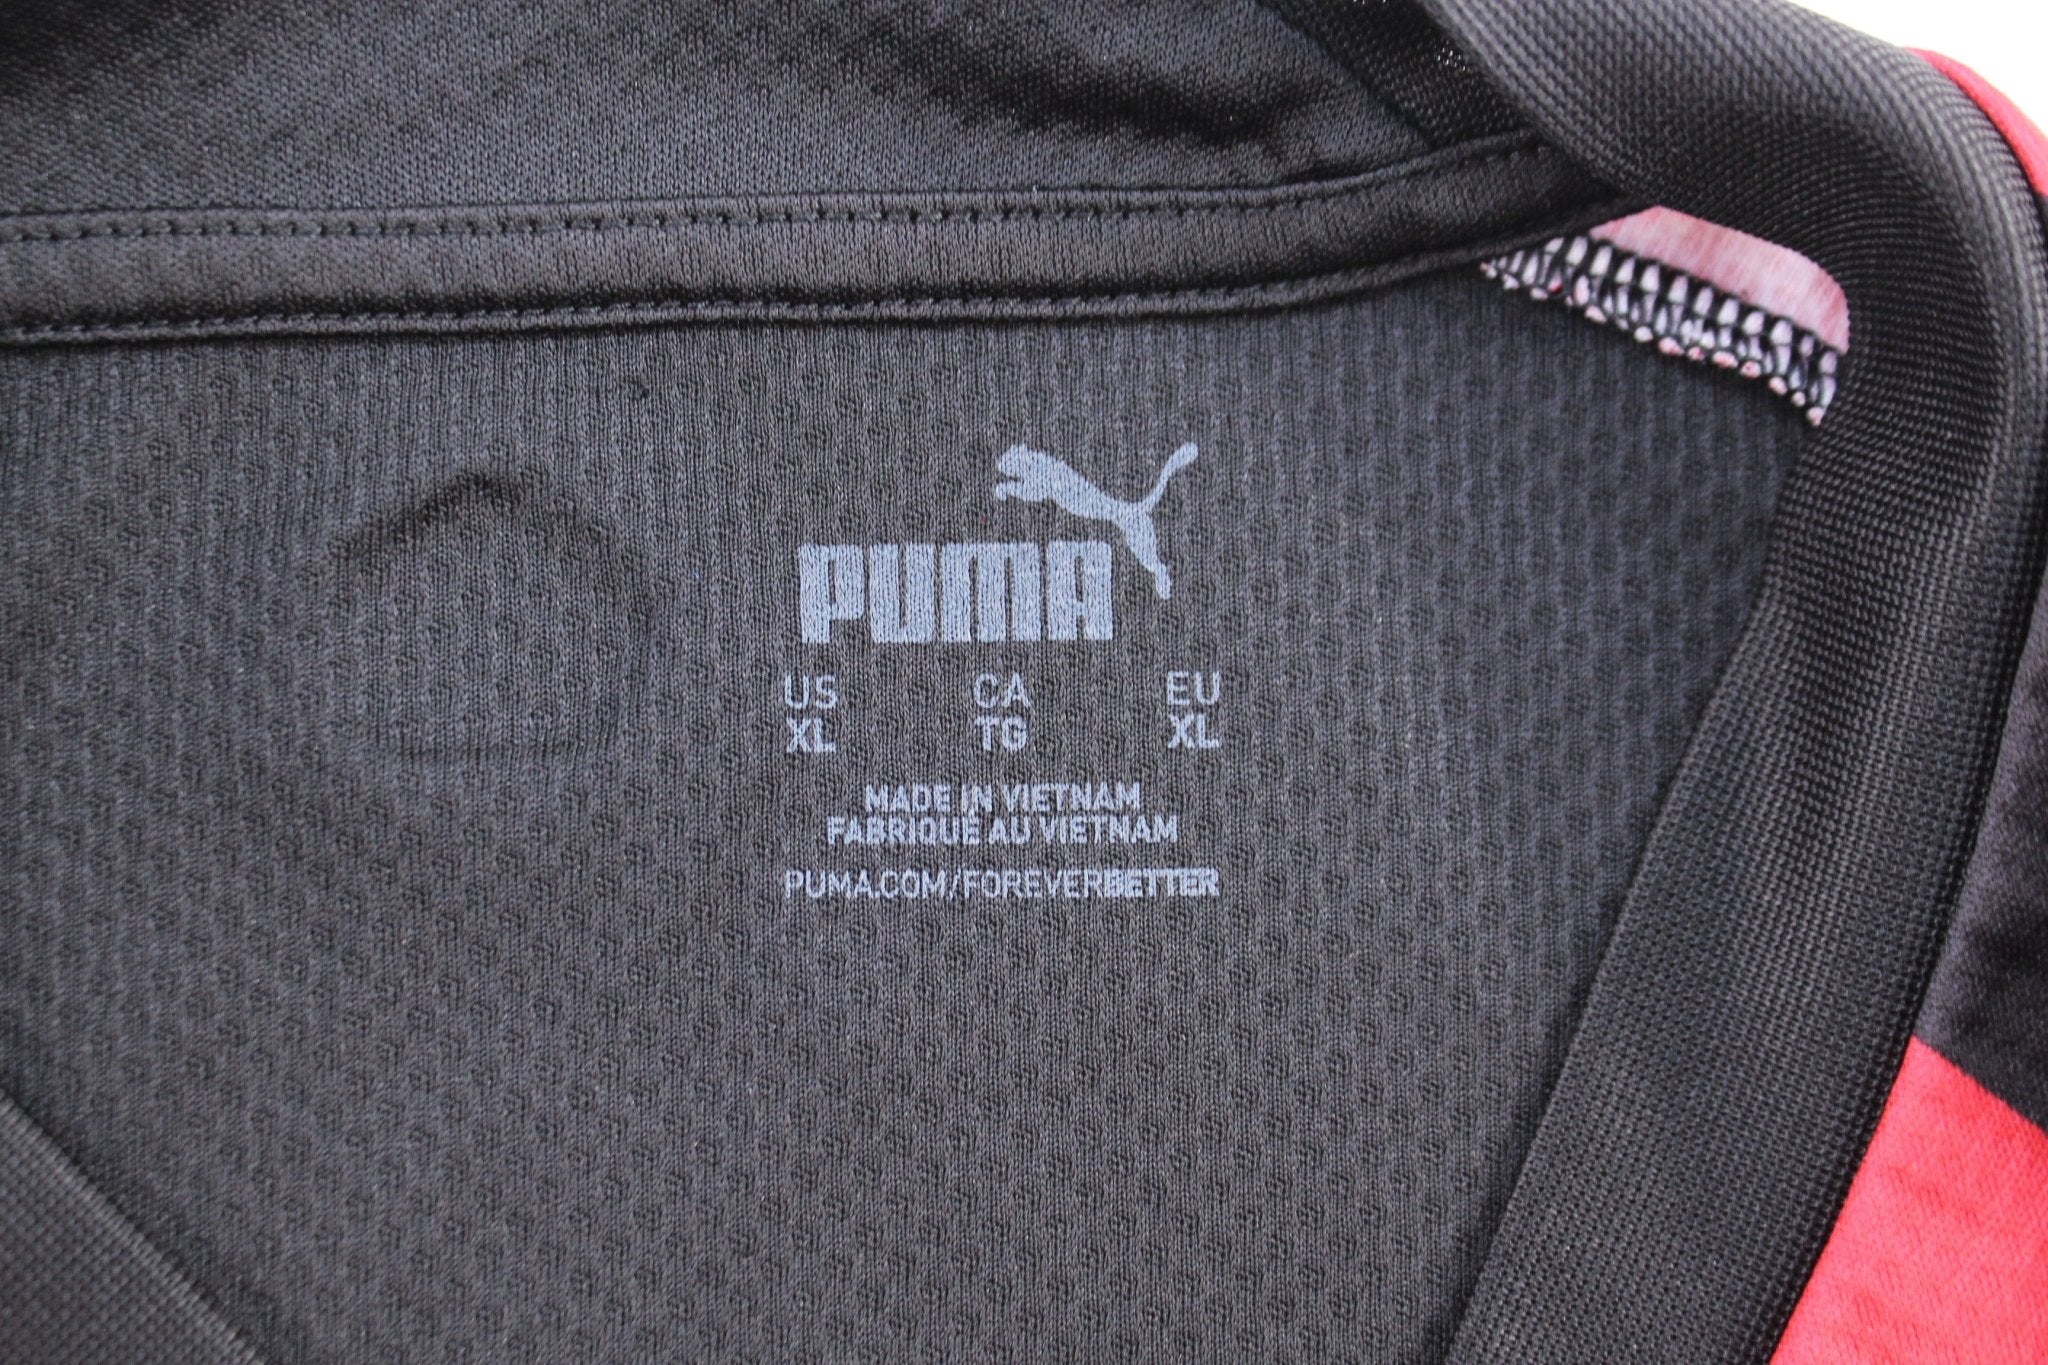 PUMA
US CA EU
XL TG XL
MADE IN VIETNAM
FABRIQUÉ AU VIETNAM
PUMA.COM/FOREVERBETTER